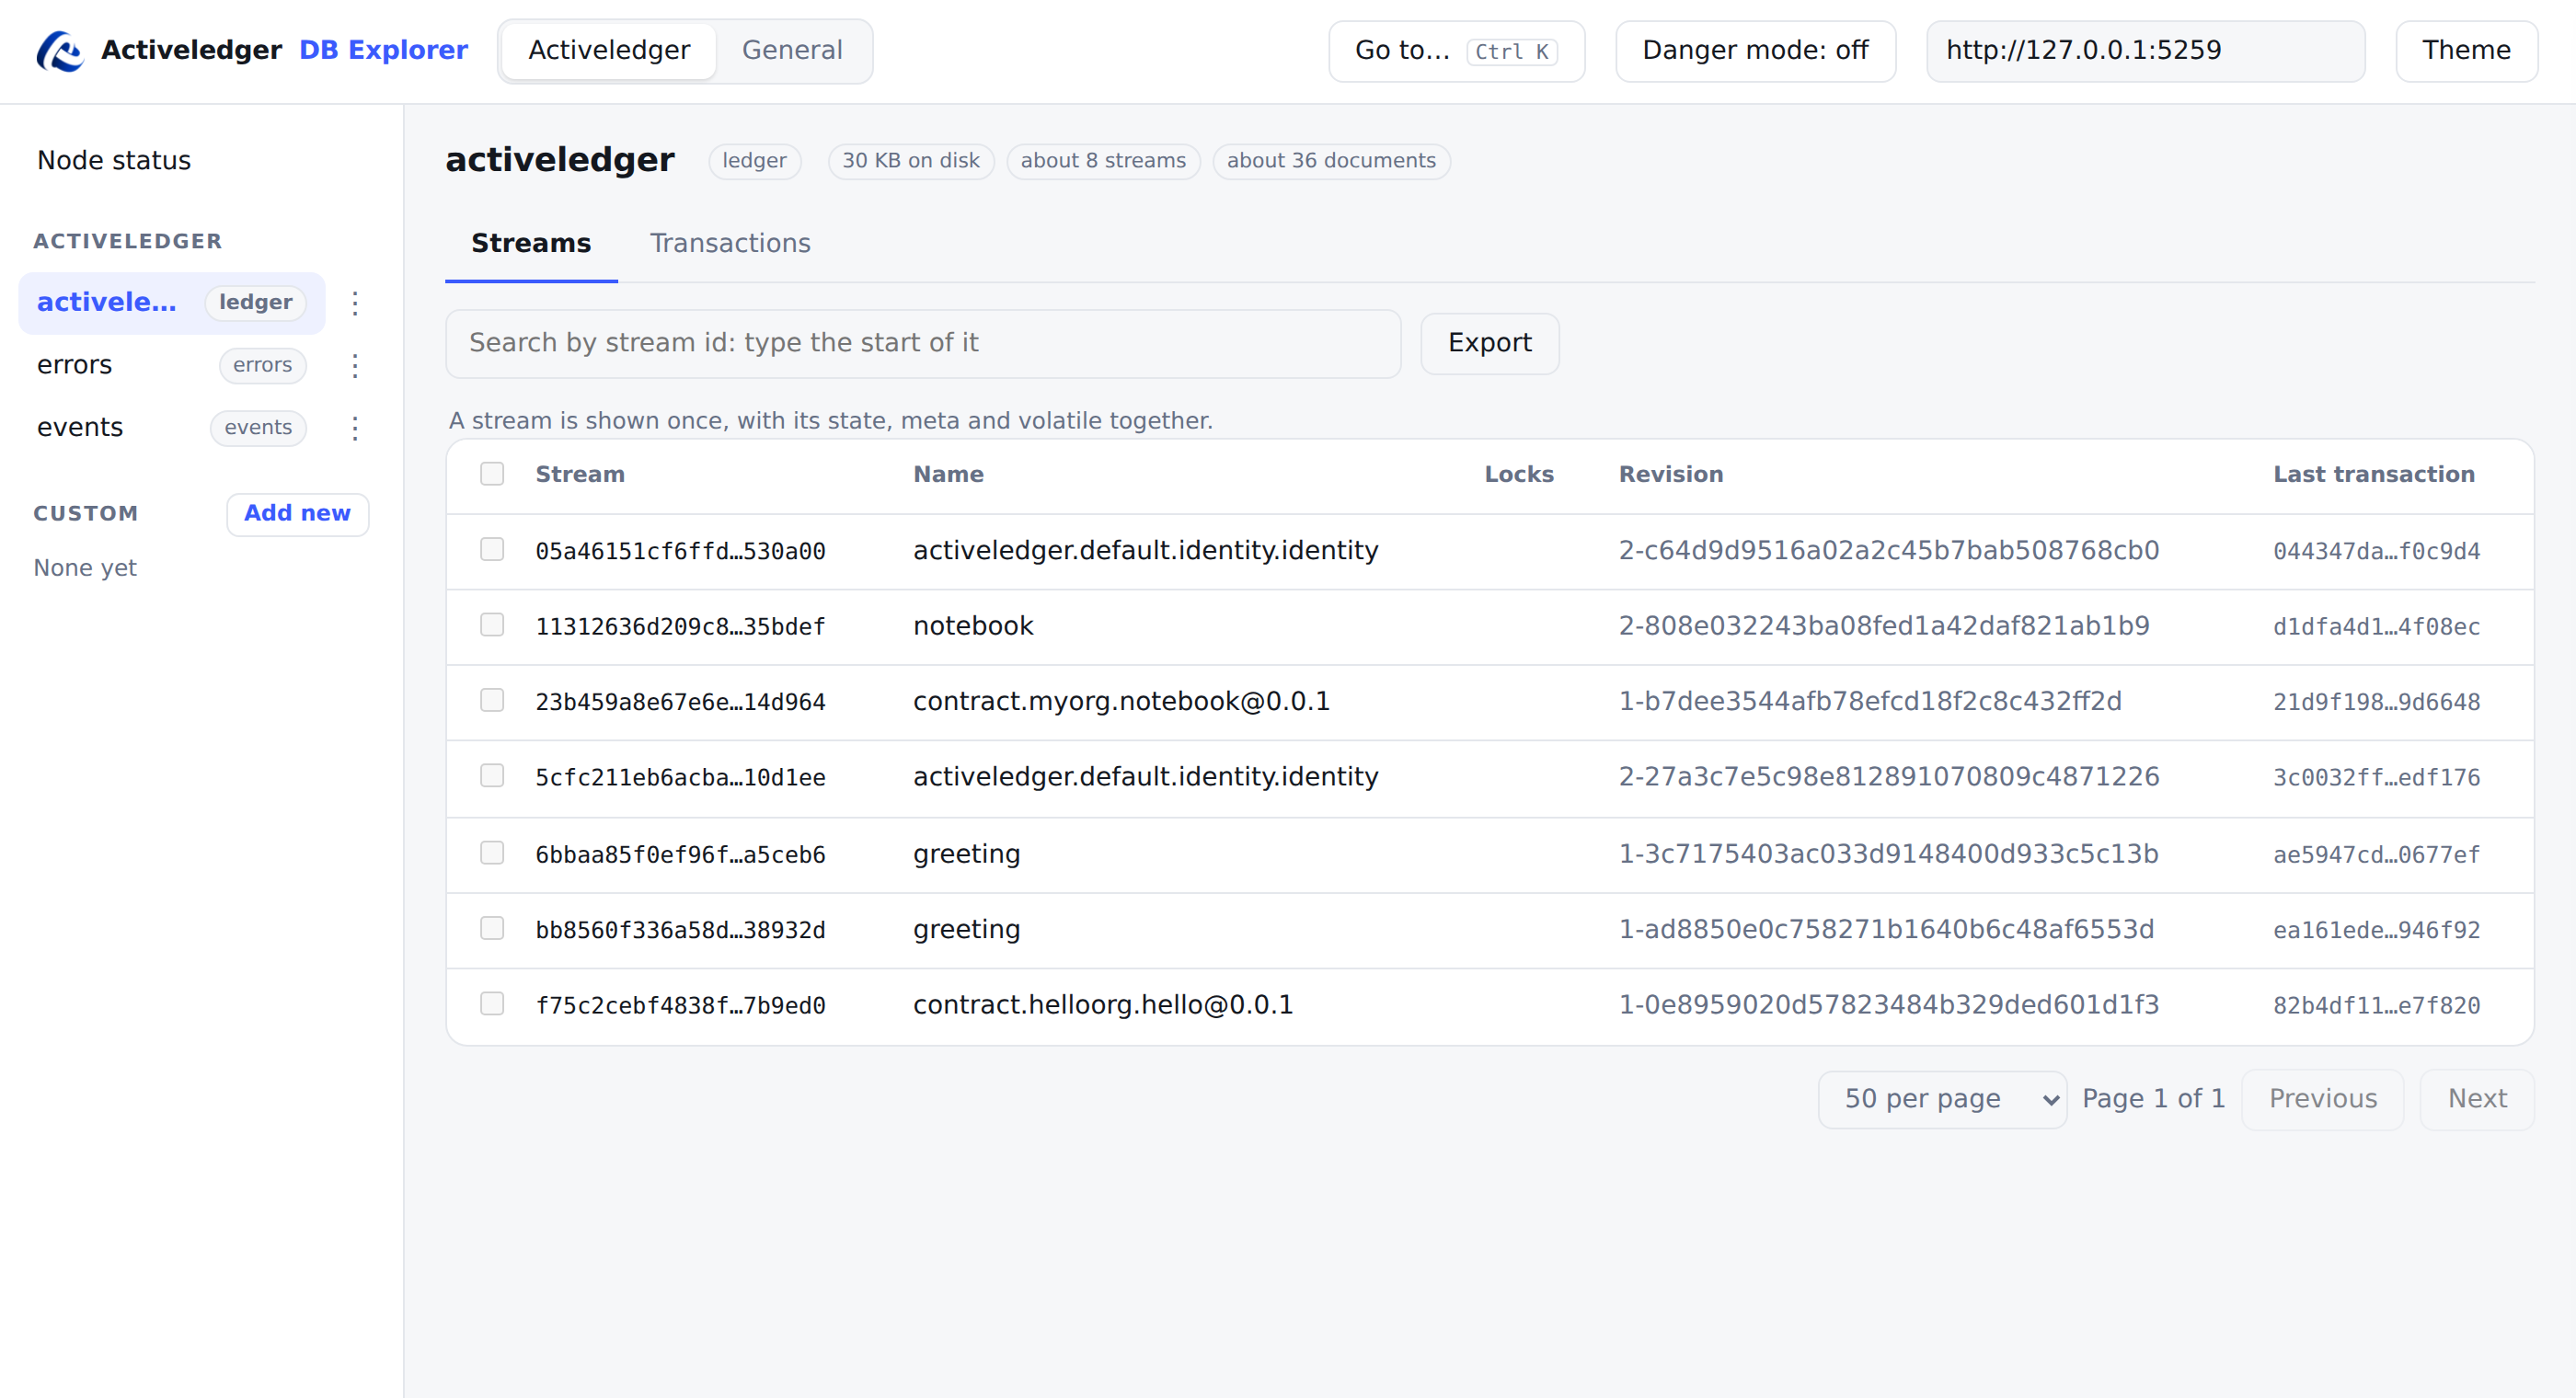 Activeledger DB Explorer Activeledger General Go to... Ctrl K Danger mode: off http://127.0.0.1:5259 Theme
Node status
ACTIVELEDGER
activele... ledger
errors errors
events events
CUSTOM Add new
None yet
activeledger ledger 30 KB on disk about 8 streams about 36 documents
Streams Transactions
Search by stream id: type the start of it Export
A stream is shown once, with its state, meta and volatile together.
Stream Name Locks Revision Last transaction
05a46151cf6ffd…530a00 activeledger.default.identity.identity 2-c64d9d9516a02a2c45b7bab508768cb0 044347da…f0c9d4
11312636d209c8…35bdef notebook 2-808e032243ba08fed1a42daf821ab1b9 d1dfa4d1…4f08ec
23b459a8e67e6e…14d964 contract.myorg.notebook@0.0.1 1-b7dee3544afb78efcd18f2c8c432ff2d 21d9f198…9d6648
5cfc211eb6acba…10d1ee activeledger.default.identity.identity 2-27a3c7e5c98e812891070809c4871226 3c0032ff…edf176
6bbaa85f0ef96f…a5ceb6 greeting 1-3c7175403ac033d9148400d933c5c13b ae5947cd…0677ef
bb8560f336a58d…38932d greeting 1-ad8850e0c758271b1640b6c48af6553d ea161ede…946f92
f75c2cebf4838f…7b9ed0 contract.helloorg.hello@0.0.1 1-0e8959020d57823484b329ded601d1f3 82b4df11…e7f820
50 per page Page 1 of 1 Previous Next